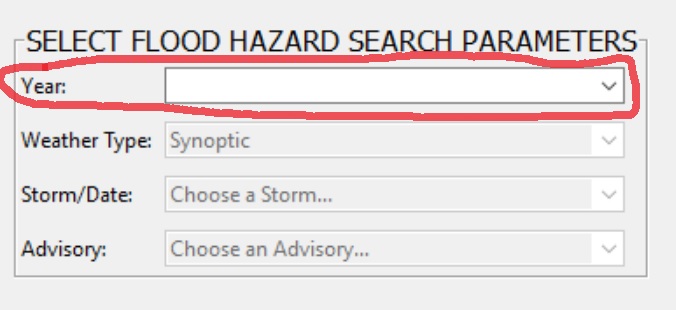 SELECT FLOOD HAZARD SEARCH PARAMETERS
Year:
Weather Type: Synoptic
Storm/Date: Choose a Storm...
Advisory: Choose an Advisory...